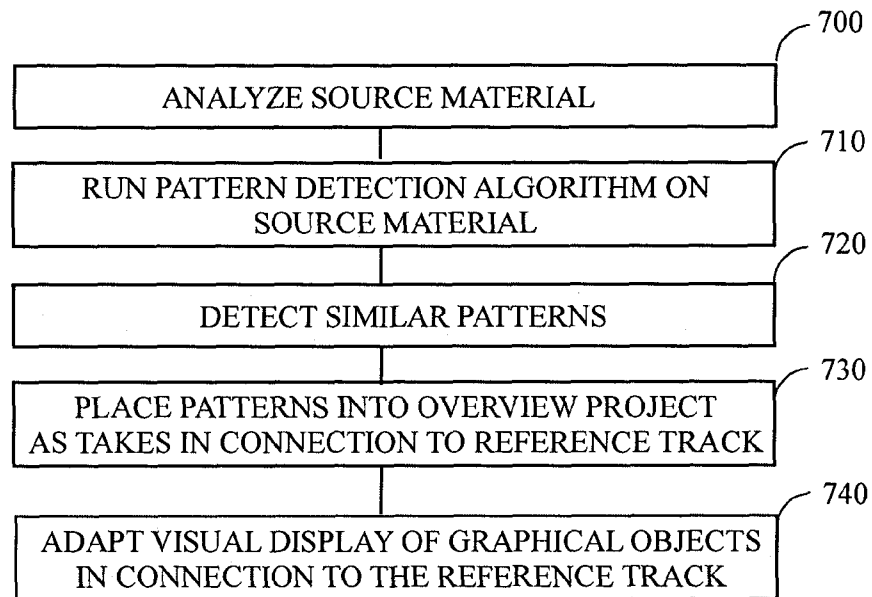 700
ANALYZE SOURCE MATERIAL
710
RUN PATTERN DETECTION ALGORITHM ON
SOURCE MATERIAL
720
DETECT SIMILAR PATTERNS
730
PLACE PATTERNS INTO OVERVIEW PROJECT
AS TAKES IN CONNECTION TO REFERENCE TRACK
740
ADAPT VISUAL DISPLAY OF GRAPHICAL OBJECTS
IN CONNECTION TO THE REFERENCE TRACK